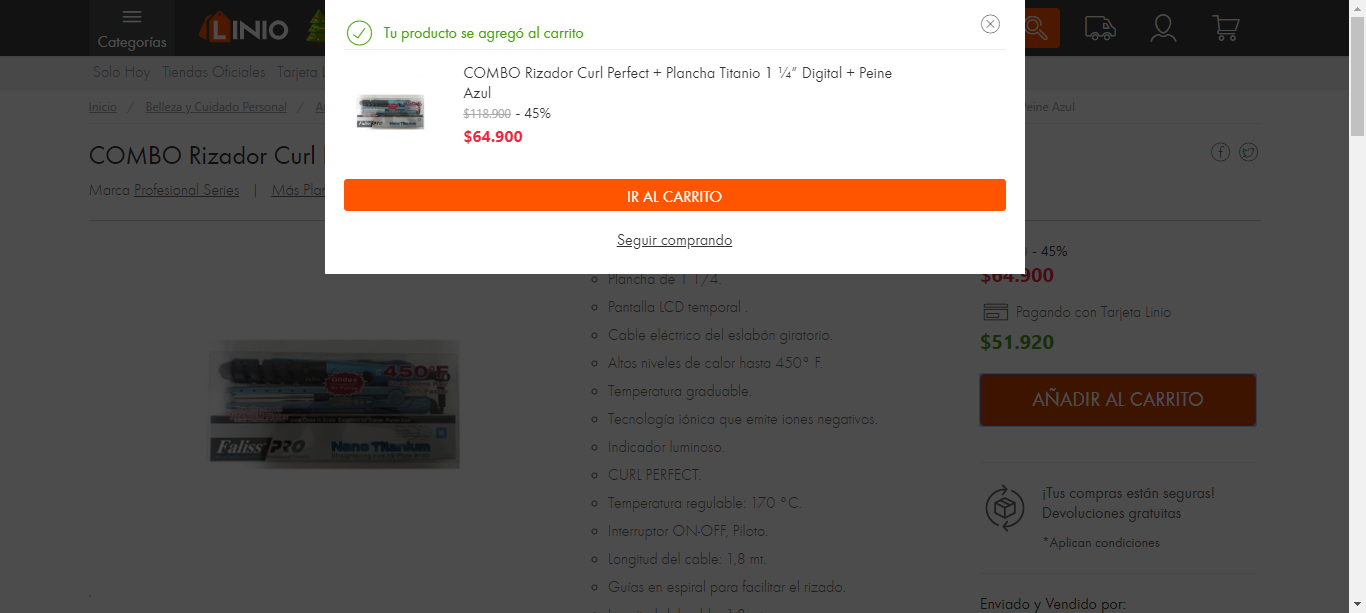 Categorías
LINIO
Solo Hoy Tiendas Oficiales Tarjeta L
Inicio / Belleza y Cuidado Personal /
Peine Azul
COMBO Rizador Curl
Marca Profesional Series | Más Plan
Tu producto se agregó al carrito
COMBO Rizador Curl Perfect + Plancha Titanio 1 ¼” Digital + Peine
Azul
$118.900 - 45%
$64.900
IR AL CARRITO
Seguir comprando
Plancha de 1 1/4.
Pantalla LCD temporal .
Cable eléctrico del eslabón giratorio.
Altos niveles de calor hasta 450° F.
Temperatura graduable.
Tecnología iónica que emite iones negativos.
Indicador luminoso.
CURL PERFECT.
Temperatura regulable: 170 °C.
Interruptor ON-OFF, Piloto.
Longitud del cable: 1,8 mt.
Guías en espiral para facilitar el rizado.
450°F
Glides
Faliss PRO
Nano Titanium
- 45%
$64.900
Pagando con Tarjeta Linio
$51.920
AÑADIR AL CARRITO
¡Tus compras están seguras!
Devoluciones gratuitas
*Aplican condiciones
Enviado y Vendido por: